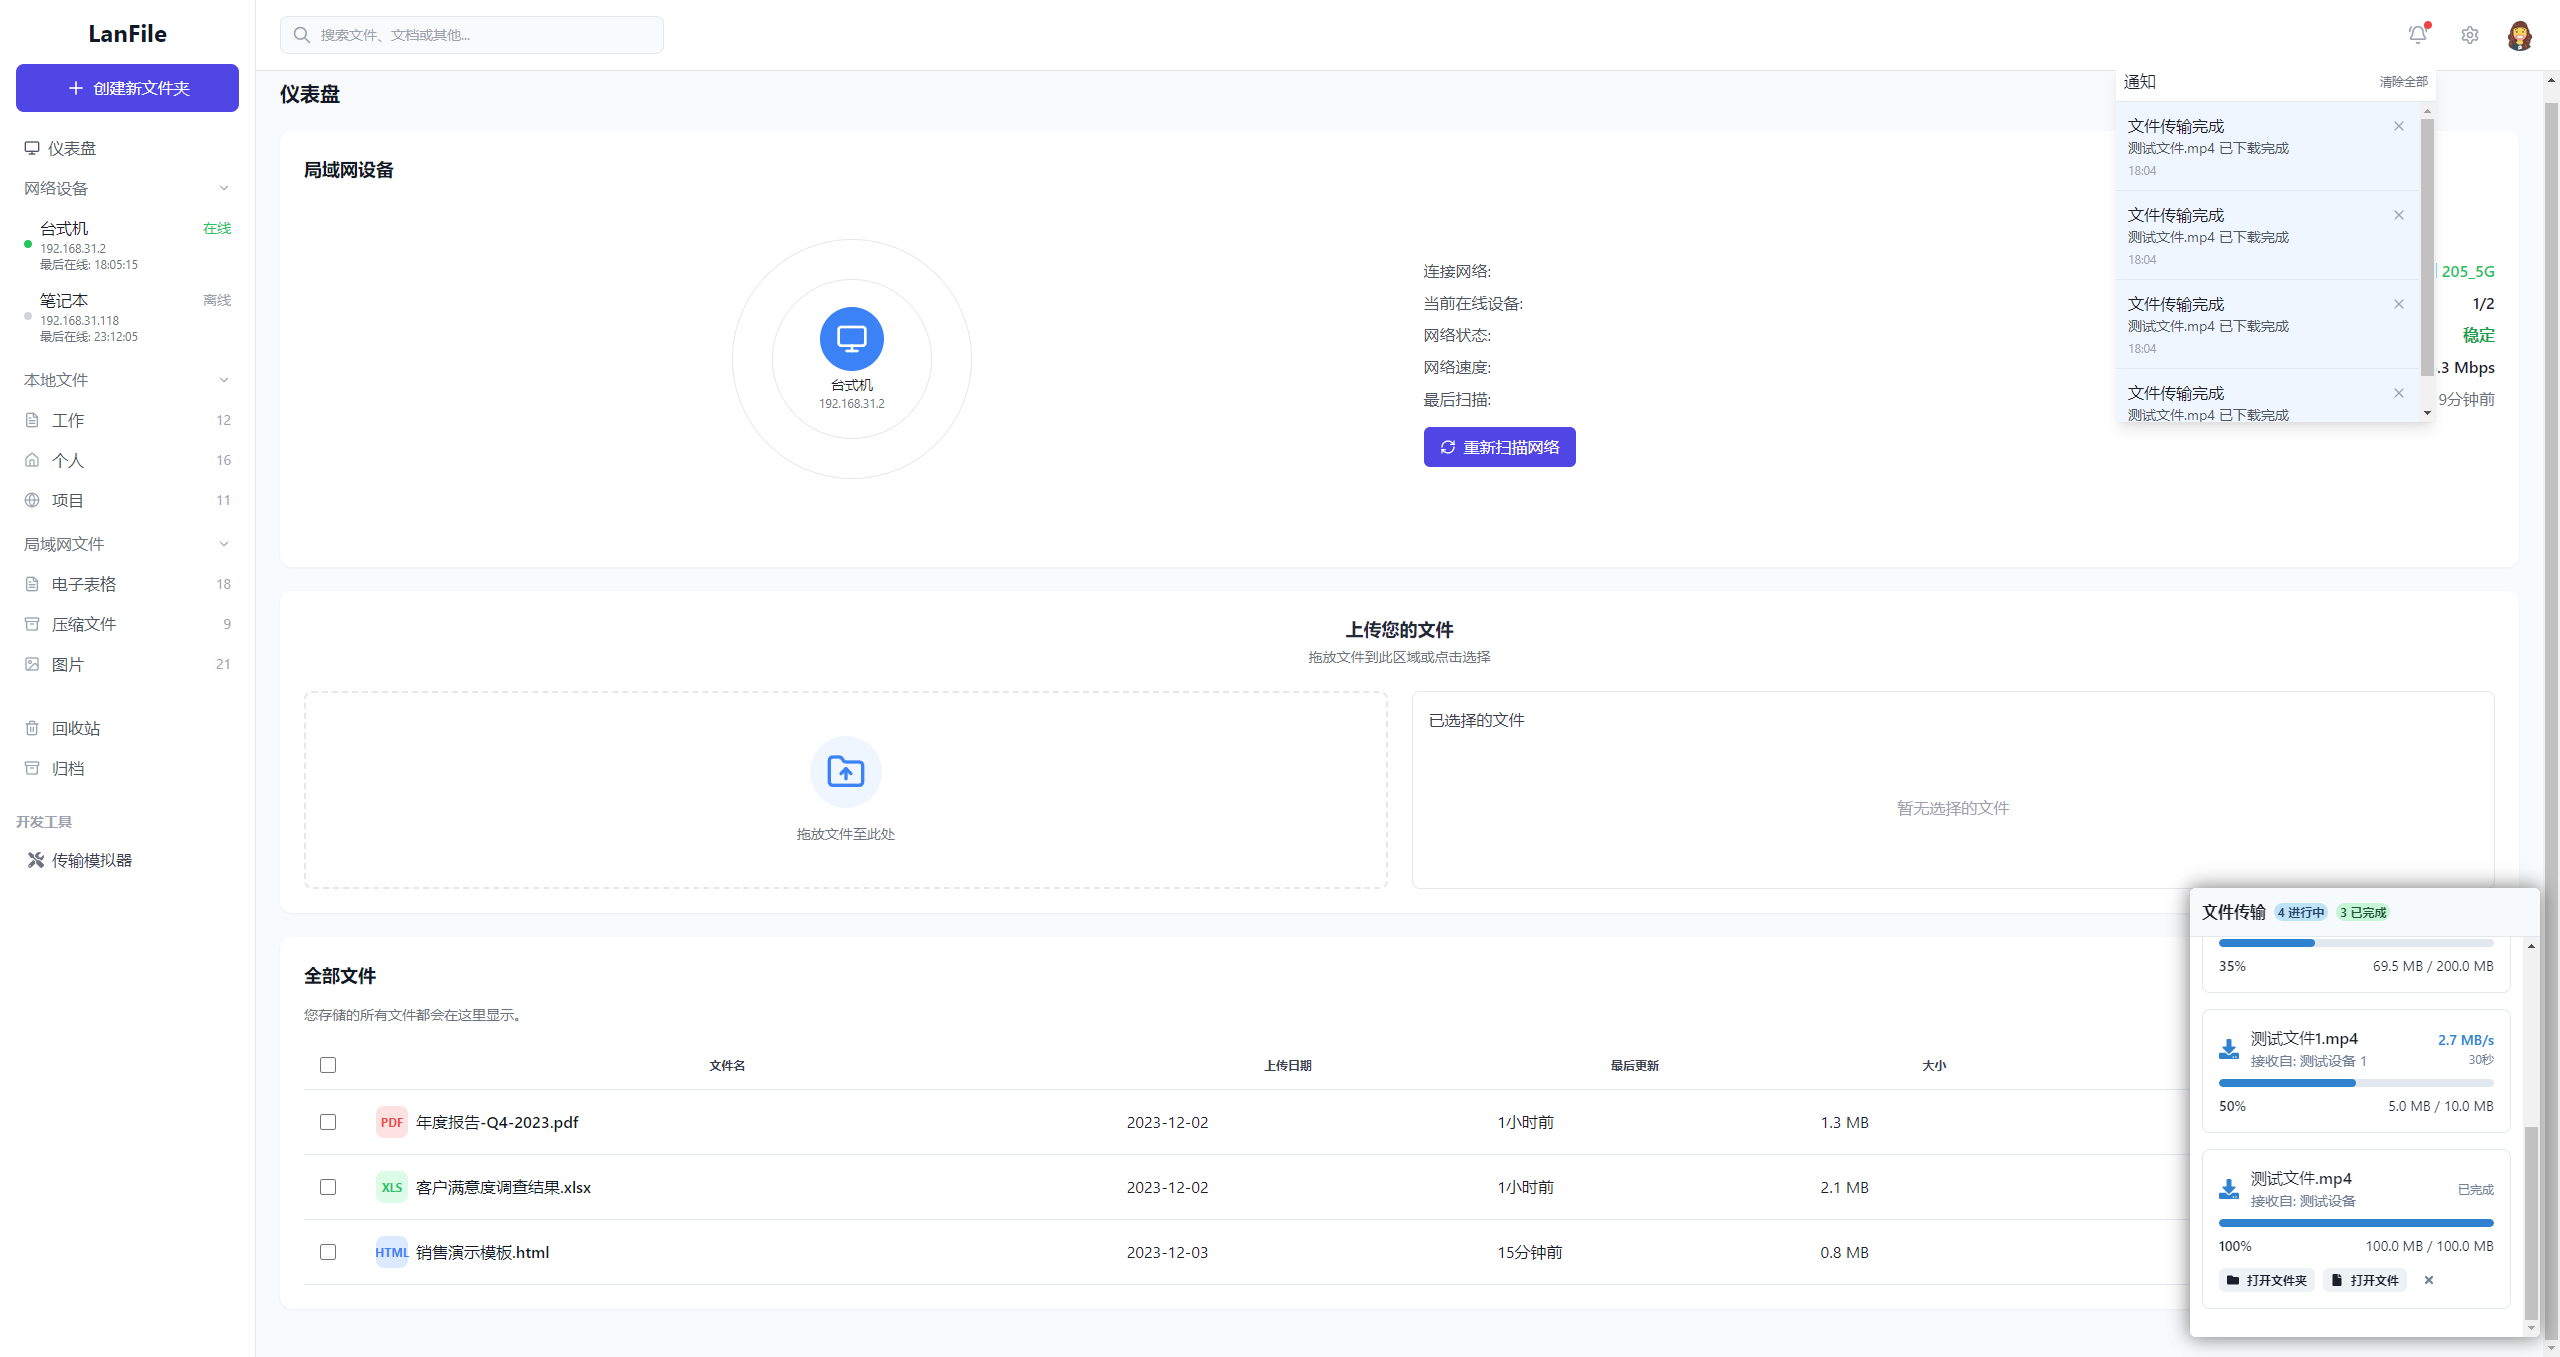 LanFile
创建新文件夹
仪表盘
网络设备
台式机 在线
192.168.31.2
最后在线: 18:05:15
笔记本 离线
192.168.31.118
最后在线: 23:12:05
本地文件
工作 12
个人 16
项目 11
局域网文件
电子表格 18
压缩文件 9
图片 21
回收站
归档
开发工具
传输模拟器
搜索文件、文档或其他...
仪表盘
局域网设备
台式机
192.168.31.2
连接网络: 205_5G
当前在线设备: 1/2
网络状态: 稳定
网络速度: .3 Mbps
最后扫描: 9分钟前
重新扫描网络
通知 清除全部
文件传输完成
测试文件.mp4 已下载完成
18:04
文件传输完成
测试文件.mp4 已下载完成
18:04
文件传输完成
测试文件.mp4 已下载完成
18:04
文件传输完成
测试文件.mp4 已下载完成
上传您的文件
拖放文件到此区域或点击选择
拖放文件至此处
已选择的文件
暂无选择的文件
全部文件
您存储的所有文件都会在这里显示。
文件名 上传日期 最后更新 大小
PDF 年度报告-Q4-2023.pdf 2023-12-02 1小时前 1.3 MB
XLS 客户满意度调查结果.xlsx 2023-12-02 1小时前 2.1 MB
HTML 销售演示模板.html 2023-12-03 15分钟前 0.8 MB
文件传输 4 进行中 3 已完成
35% 69.5 MB / 200.0 MB
测试文件1.mp4 2.7 MB/s
接收自: 测试设备 1 30秒
50% 5.0 MB / 10.0 MB
测试文件.mp4 已完成
接收自: 测试设备
100% 100.0 MB / 100.0 MB
打开文件夹 打开文件